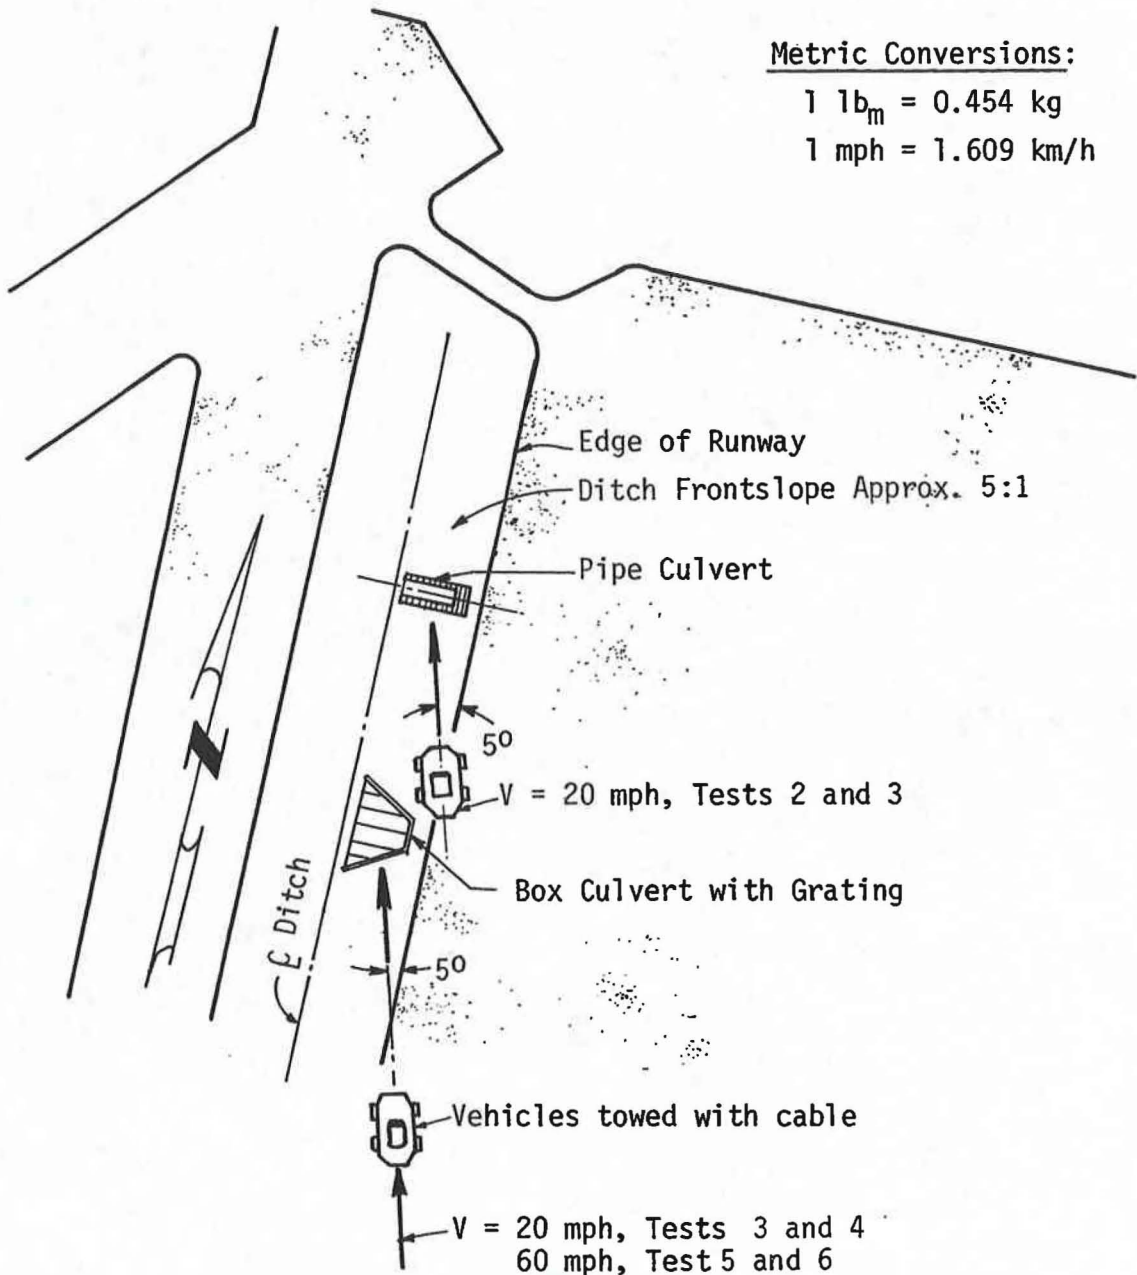 Metric Conversions:
1 lbm = 0.454 kg
1 mph = 1.609 km/h
Edge of Runway
Ditch Frontslope Approx. 5:1
Pipe Culvert
5º
V = 20 mph, Tests 2 and 3
Box Culvert with Grating
℄ Ditch
5º
Vehicles towed with cable
V = 20 mph, Tests 3 and 4
60 mph, Test 5 and 6